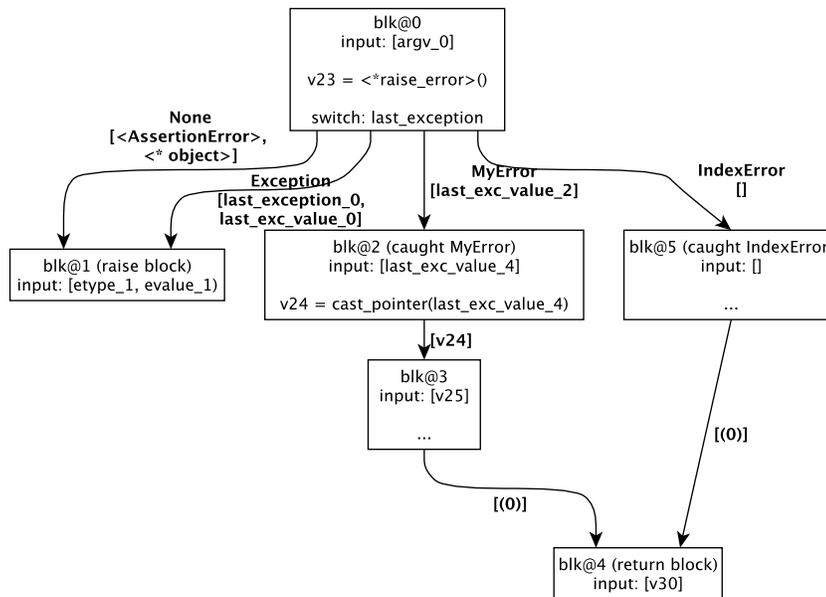 blk@0
input: [argv_0]
v23 = <*raise_error>()
switch: last_exception
None
[<AssertionError>,
<* object>]
Exception
[last_exception_0,
last_exc_value_0]
MyError
[last_exc_value_2]
IndexError
[]
blk@1 (raise block)
input: [etype_1, evalue_1)
blk@2 (caught MyError)
input: [last_exc_value_4]
v24 = cast_pointer(last_exc_value_4)
blk@5 (caught IndexError
input: []
...
[v24]
blk@3
input: [v25]
...
[(0)]
[(0)]
blk@4 (return block)
input: [v30]